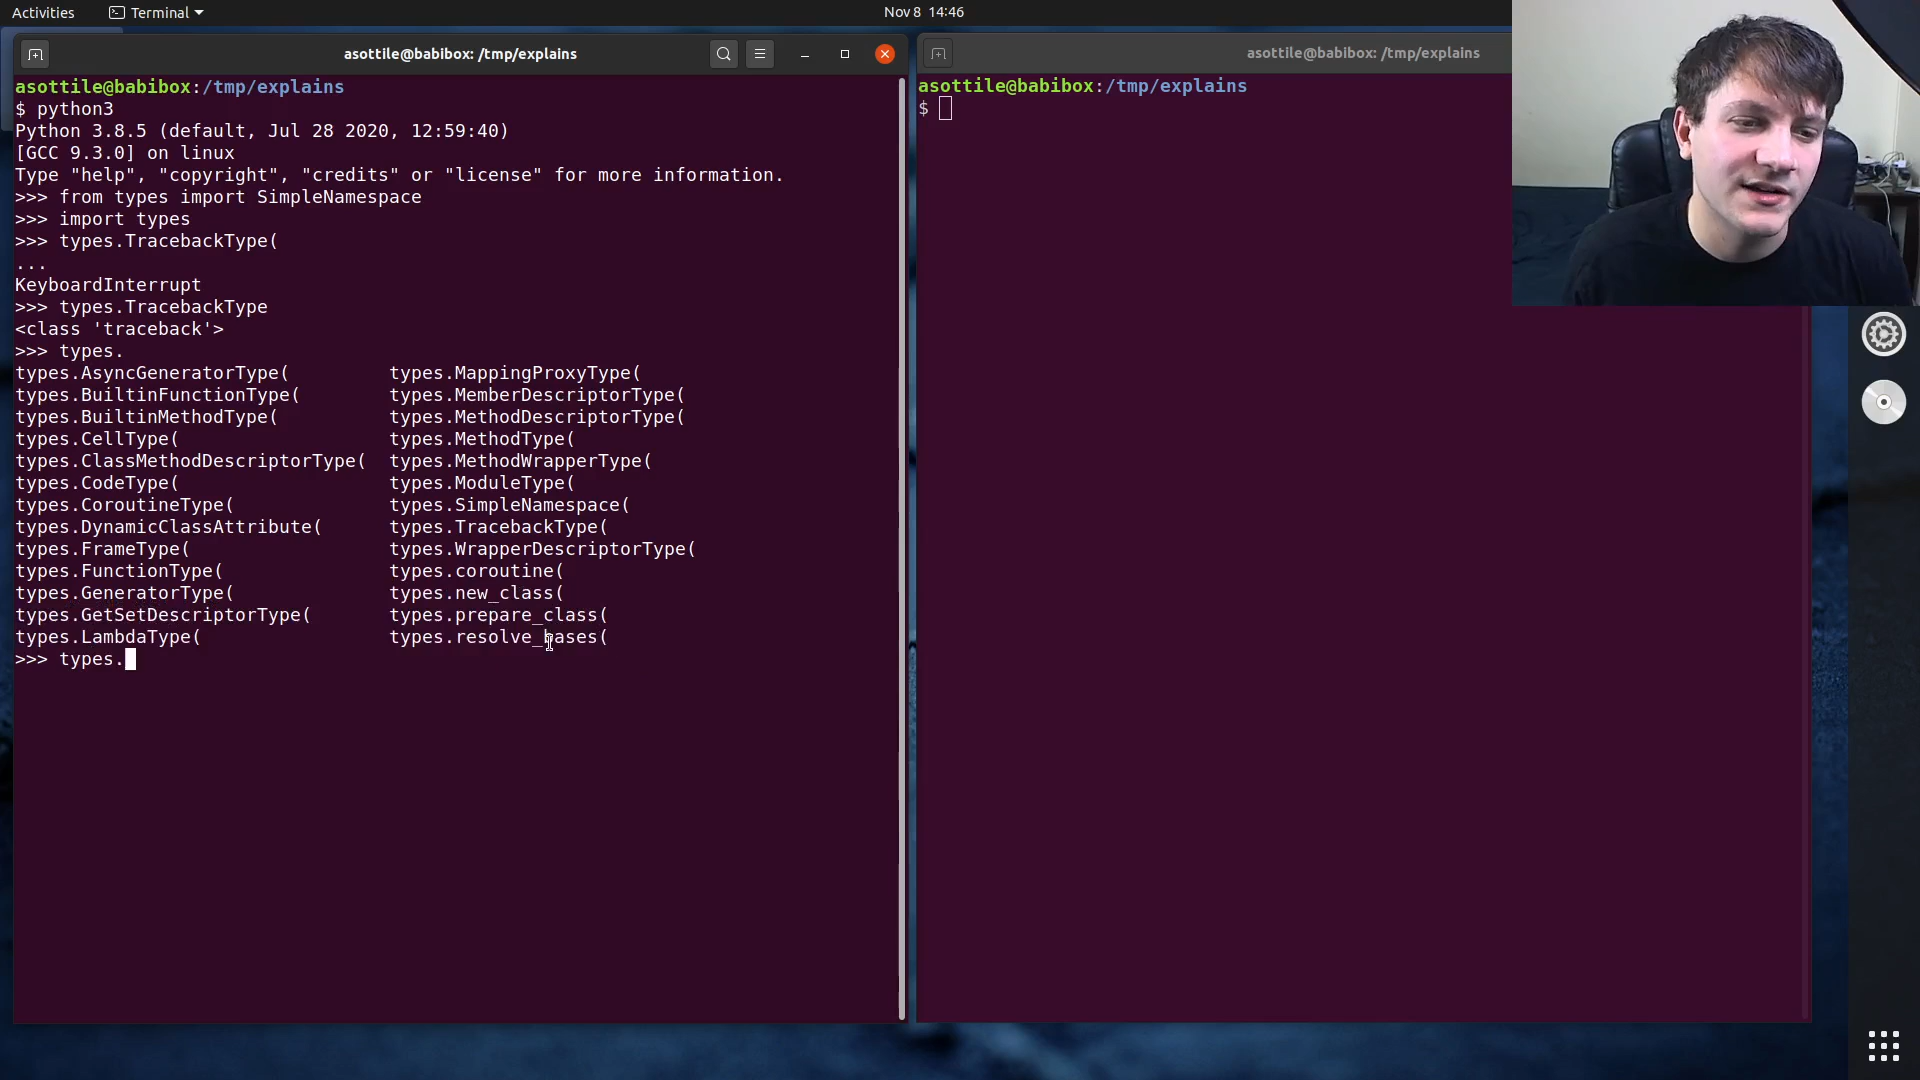 Activities
Terminal
Nov 8 14:46
asottile@babibox: /tmp/explains
asottile@babibox:/tmp/explains
$ python3
Python 3.8.5 (default, Jul 28 2020, 12:59:40)
[GCC 9.3.0] on linux
Type "help", "copyright", "credits" or "license" for more information.
>>> from types import SimpleNamespace
>>> import types
>>> types.TracebackType(
...
KeyboardInterrupt
>>> types.TracebackType
<class 'traceback'>
>>> types.
types.AsyncGeneratorType( types.MappingProxyType(
types.BuiltinFunctionType( types.MemberDescriptorType(
types.BuiltinMethodType( types.MethodDescriptorType(
types.CellType( types.MethodType(
types.ClassMethodDescriptorType( types.MethodWrapperType(
types.CodeType( types.ModuleType(
types.CoroutineType( types.SimpleNamespace(
types.DynamicClassAttribute( types.TracebackType(
types.FrameType( types.WrapperDescriptorType(
types.FunctionType( types.coroutine(
types.GeneratorType( types.new_class(
types.GetSetDescriptorType( types.prepare_class(
types.LambdaType( types.resolve_bases(
>>> types.
asottile@babibox: /tmp/explains
asottile@babibox:/tmp/explains
$